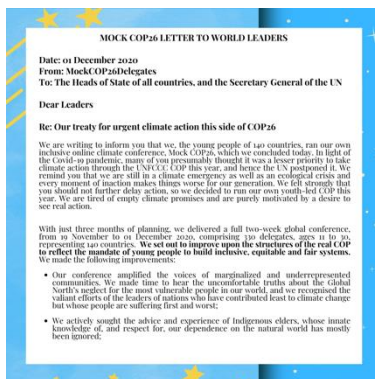 MOCK COP26 LETTER TO WORLD LEADERS
Date: 01 December 2020
From: MockCOP26Delegates
To: The Heads of State of all countries, and the Secretary General of the UN
Dear Leaders
Re: Our treaty for urgent climate action this side of COP26
We are writing to inform you that we, the young people of 140 countries, ran our own
inclusive online climate conference, Mock COP26, which we concluded today. In light of
the Covid-19 pandemic, many of you presumably thought it was a lesser priority to take
climate action through the UNFCCC COP this year, and hence the UN postponed it. We
remind you that we are still in a climate emergency as well as an ecological crisis and
every moment of inaction makes things worse for our generation. We felt strongly that
you should not further delay action, so we decided to run our own youth-led COP this
year. We are tired of empty climate promises and are purely motivated by a desire to
see real action.
With just three months of planning, we delivered a full two-week global conference,
from 19 November to 01 December 2020, comprising 330 delegates, ages 11 to 30,
representing 140 countries. We set out to improve upon the structures of the real COP
to reflect the mandate of young people to build inclusive, equitable and fair systems.
We made the following improvements:
• Our conference amplified the voices of marginalized and underrepresented
communities. We made time to hear the uncomfortable truths about the Global
North's neglect for the most vulnerable people in our world, and we recognised the
valiant efforts of the leaders of nations who have contributed least to climate change
but whose people are suffering first and worst;
• We actively sought the advice and experience of Indigenous elders, whose innate
knowledge of, and respect for, our dependence on the natural world has mostly
been ignored;